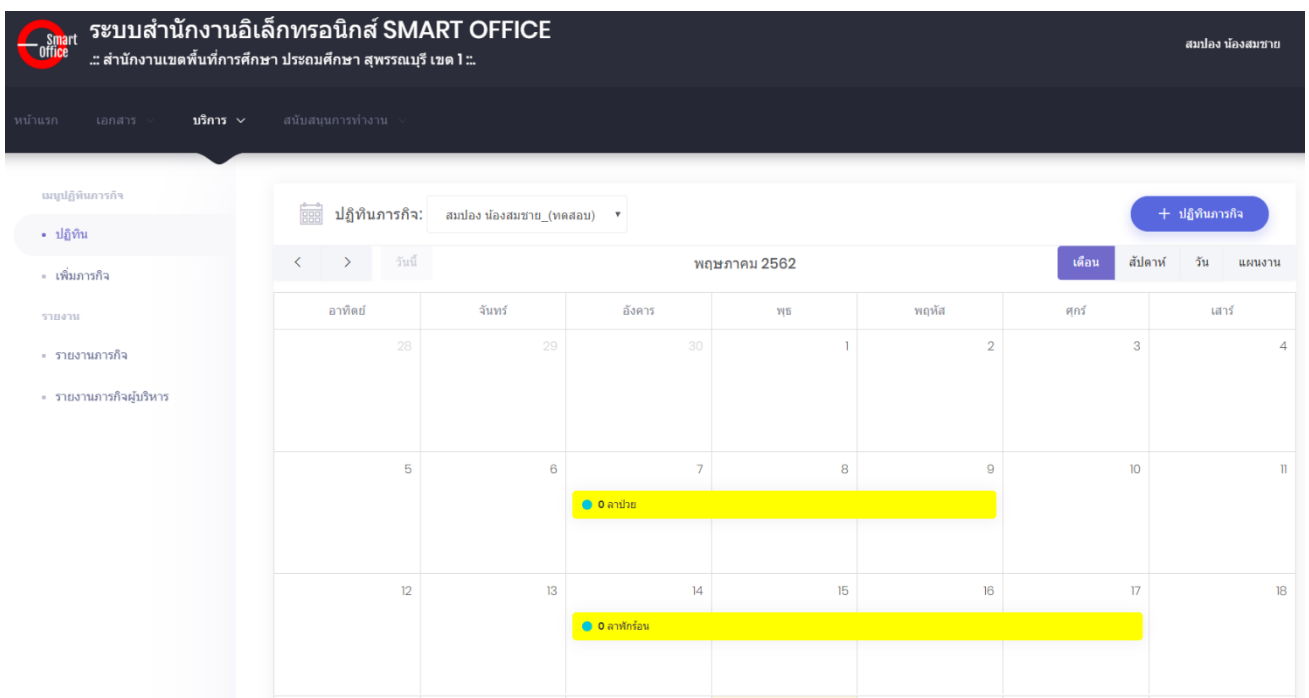 Smart
Office
ระบบสำนักงานอิเล็กทรอนิกส์ SMART OFFICE
.:: สำนักงานเขตพื้นที่การศึกษา ประถมศึกษา สุพรรณบุรี เขต 1 ::.
สมปอง น้องสมชาย
หน้าแรก เอกสาร บริการ สนับสนุนการทำงาน
เมนูปฏิทินภารกิจ
ปฏิทิน
เพิ่มภารกิจ
รายงาน
รายงานภารกิจ
รายงานภารกิจผู้บริหาร
ปฏิทินภารกิจ: สมปอง น้องสมชาย_(ทดสอบ) + ปฏิทินภารกิจ
< > วันนี้ พฤษภาคม 2562 เดือน สัปดาห์ วัน แผนงาน
อาทิตย์ จันทร์ อังคาร พุธ พฤหัส ศุกร์ เสาร์
28 29 30 1 2 3 4
5 6 7 8 9 10 11
0 ลาป่วย
12 13 14 15 16 17 18
0 ลาพักร้อน